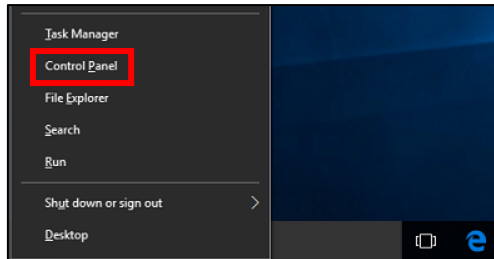 Task Manager
Control Panel
File Explorer
Search
Run
Shut down or sign out
Desktop